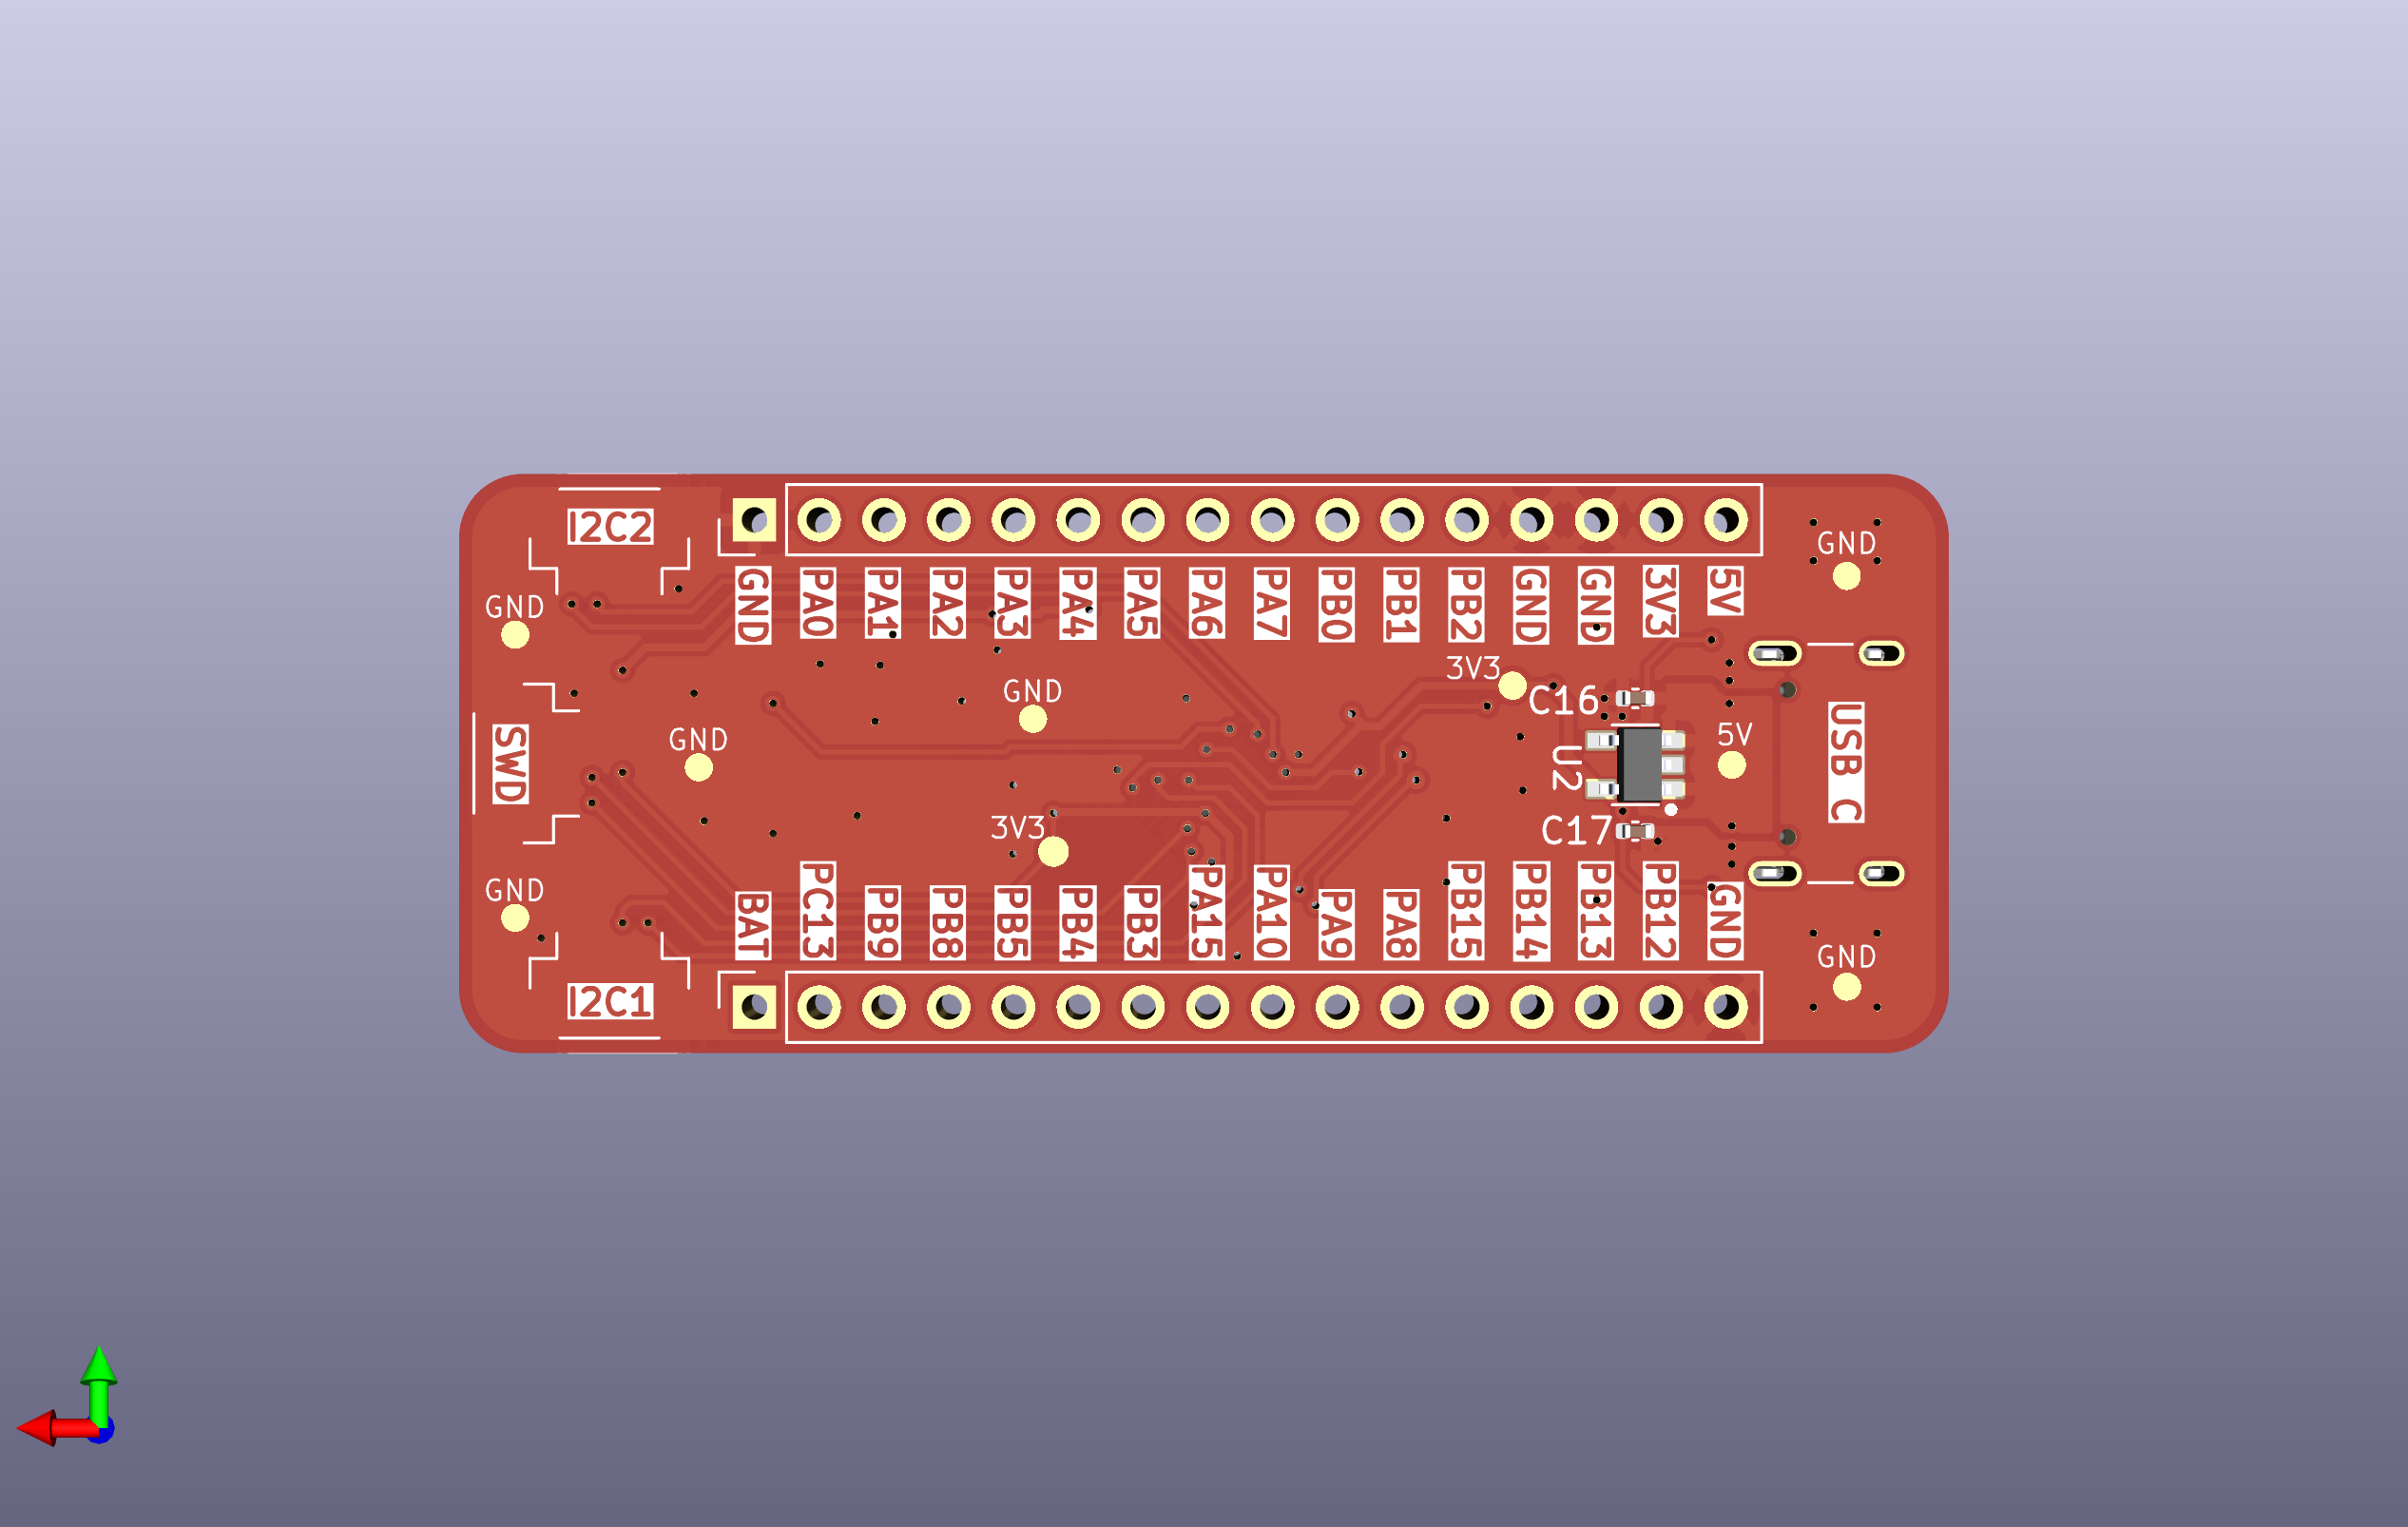 I2C2
GND
PA0
PA1
PA2
PA3
PA4
PA5
PA6
PA7
PB0
PB1
PB2
GND
GND
3V3
5V
GND
GND
GND
3V3
C16
SWD
GND
U2
5V
USB C
3V3
C17
GND
BAT
PC13
PB9
PB8
PB5
PB4
PB3
PA15
PA10
PA9
PA8
PB15
PB14
PB13
PB12
GND
GND
I2C1